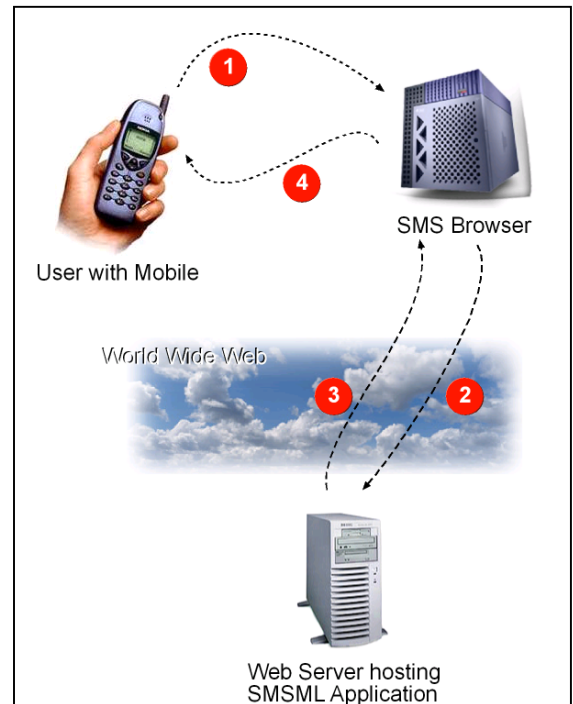 1
4
SMS Browser
User with Mobile
World Wide Web
3
2
Web Server hosting
SMSML Application